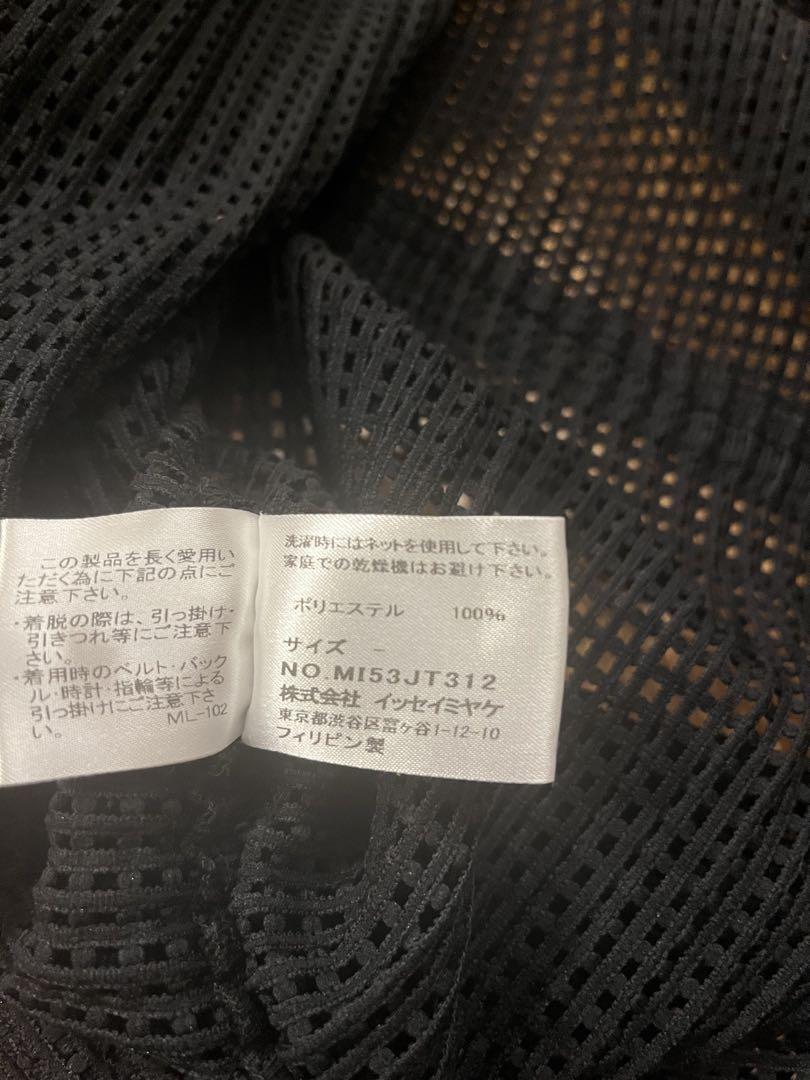 この製品を長く愛用い
ただく為に下記の点にご
注意下さい。
・着脱の際は、引っ掛け・
引きつれ等にご注意下
さい。
・着用時のベルト・バック
ル・時計・指輪等による
引っ掛けにご注意下さ
い。
ML-102
洗濯時にはネットを使用して下さい。
家庭での乾燥機はお避け下さい。
ポリエステル 100%
サイズ -
NO.MI53JT312
株式会社 イッセイミヤケ
東京都渋谷区富ヶ谷1-12-10
フィリピン製